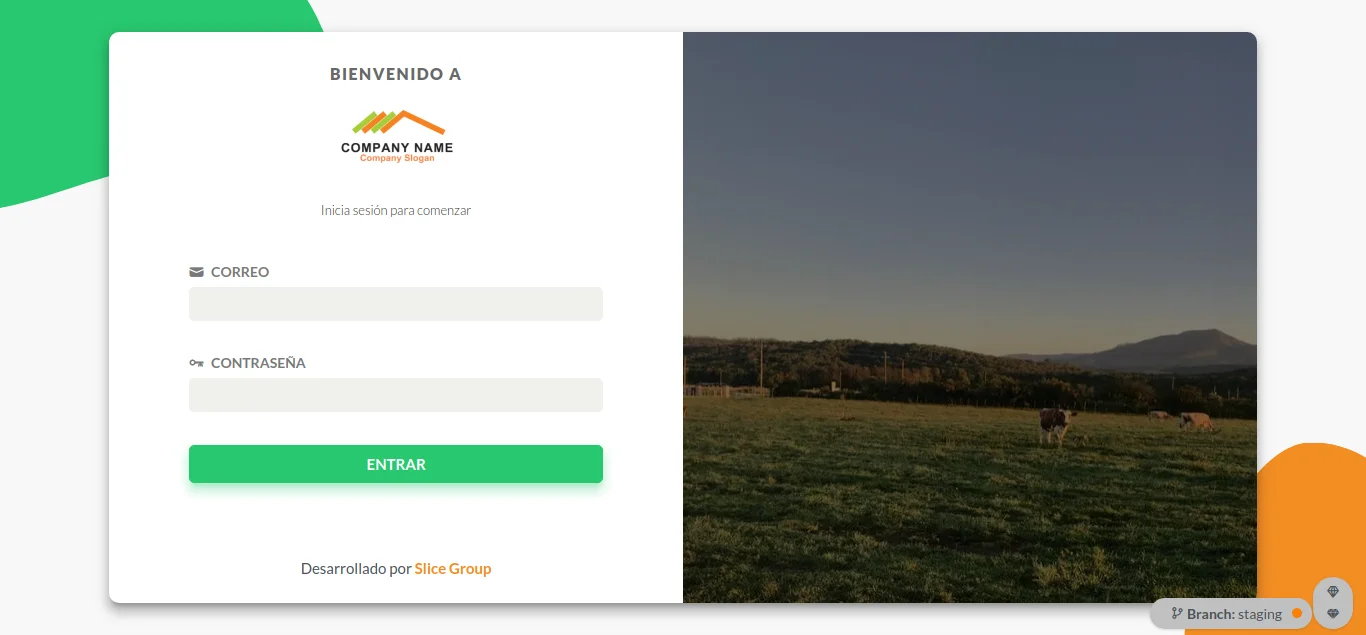 BIENVENIDO A
COMPANY NAME
Company Slogan
Inicia sesión para comenzar
CORREO
CONTRASEÑA
ENTRAR
Desarrollado por Slice Group
Branch: staging